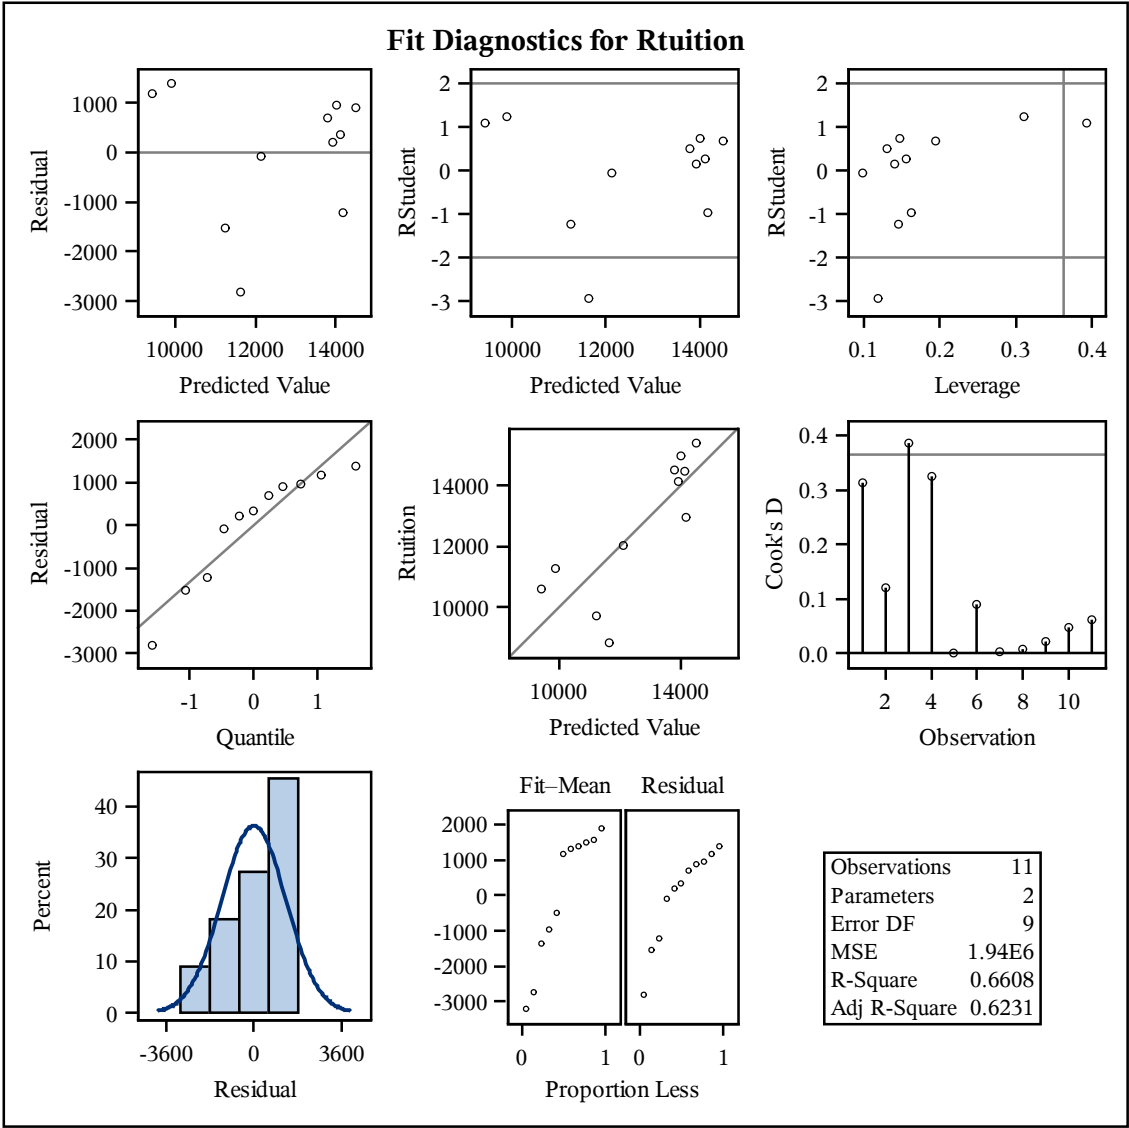 Fit Diagnostics for Rtuition
1000
0
-1000
-2000
-3000
Residual
10000 12000 14000
Predicted Value
2
1
0
-1
-2
-3
RStudent
10000 12000 14000
Predicted Value
2
1
0
-1
-2
-3
RStudent
0.1 0.2 0.3 0.4
Leverage
2000
1000
0
-1000
-2000
-3000
Residual
-1 0 1
Quantile
14000
12000
10000
Rtuition
10000 14000
Predicted Value
0.4
0.3
0.2
0.1
0.0
Cook's D
2 4 6 8 10
Observation
40
30
20
10
0
Percent
-3600 0 3600
Residual
Fit–Mean Residual
2000
1000
0
-1000
-2000
-3000
0 1 0 1
Proportion Less
Observations 11
Parameters 2
Error DF 9
MSE 1.94E6
R-Square 0.6608
Adj R-Square 0.6231